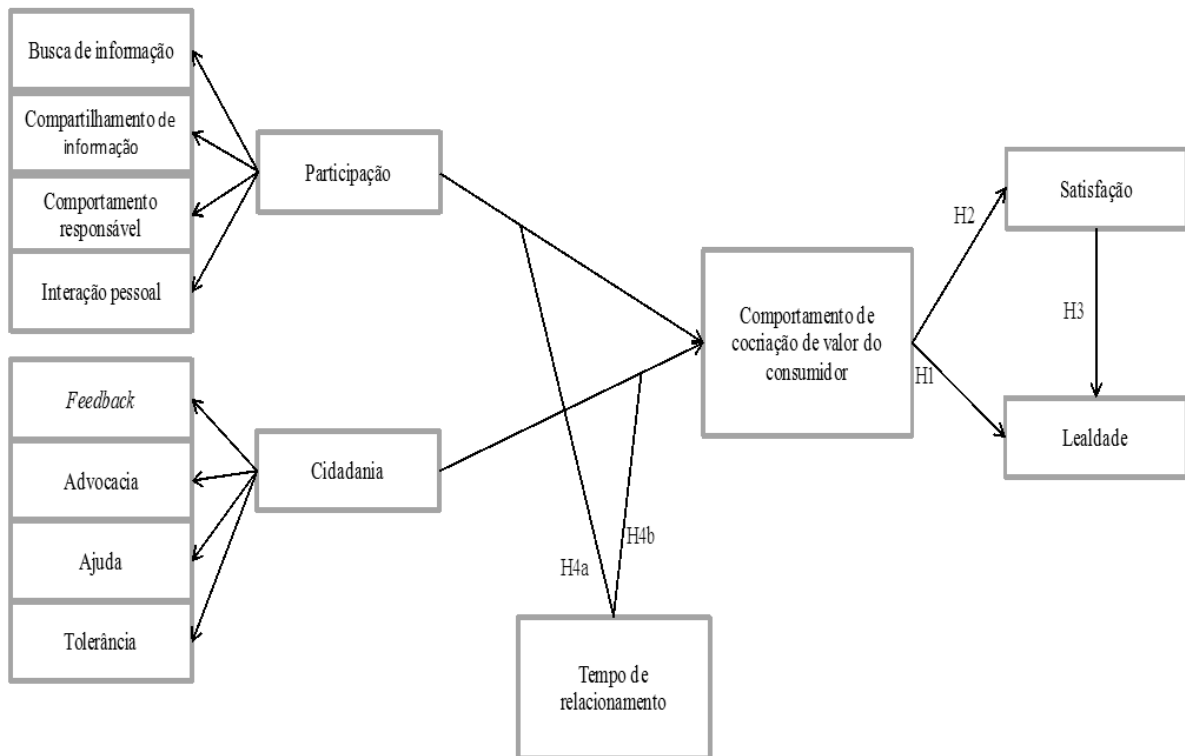 Busca de informação
Compartilhamento de
informação
Comportamento
responsável
Interação pessoal
Participação
Feedback
Advocacia
Ajuda
Tolerância
Cidadania
H4a
H4b
Tempo de
relacionamento
Comportamento de
cocriação de valor do
consumidor
H2
H1
Satisfação
H3
Lealdade